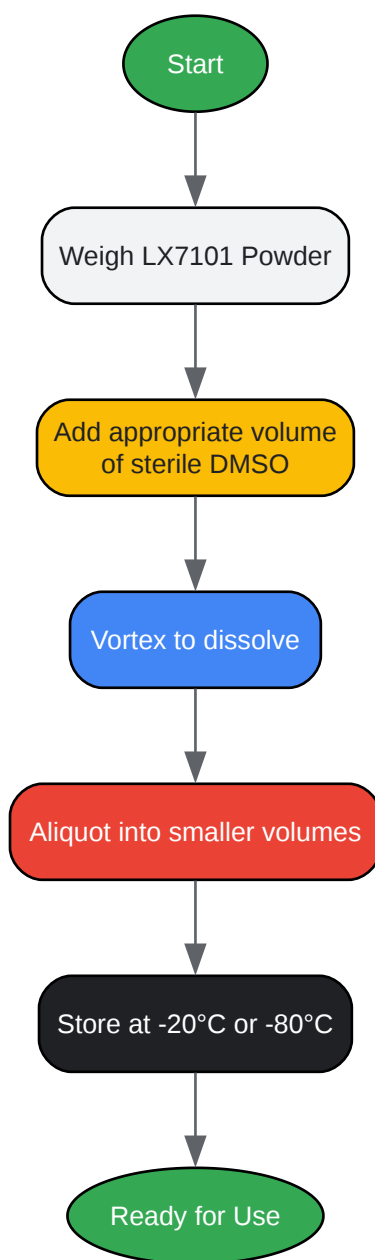 Start
Weigh LX7101 Powder
Add appropriate volume
of sterile DMSO
Vortex to dissolve
Aliquot into smaller volumes
Store at -20°C or -80°C
Ready for Use